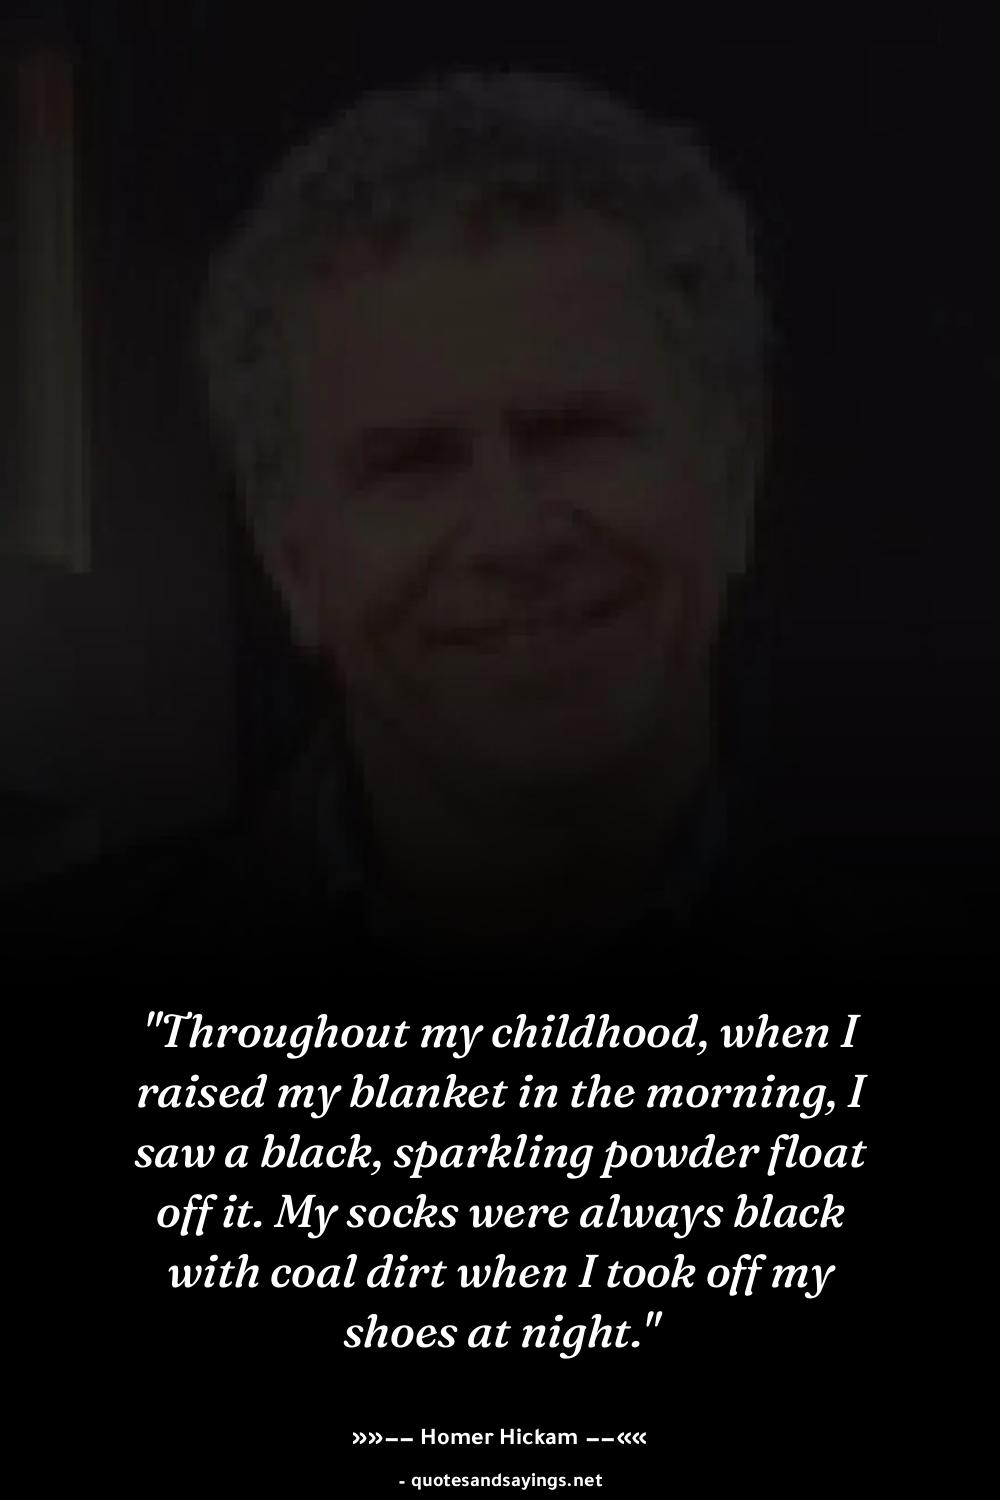 "Throughout my childhood, when I
raised my blanket in the morning, I
saw a black, sparkling powder float
off it. My socks were always black
with coal dirt when I took off my
shoes at night."
»»-- Homer Hickam --««
- quotesandsayings.net